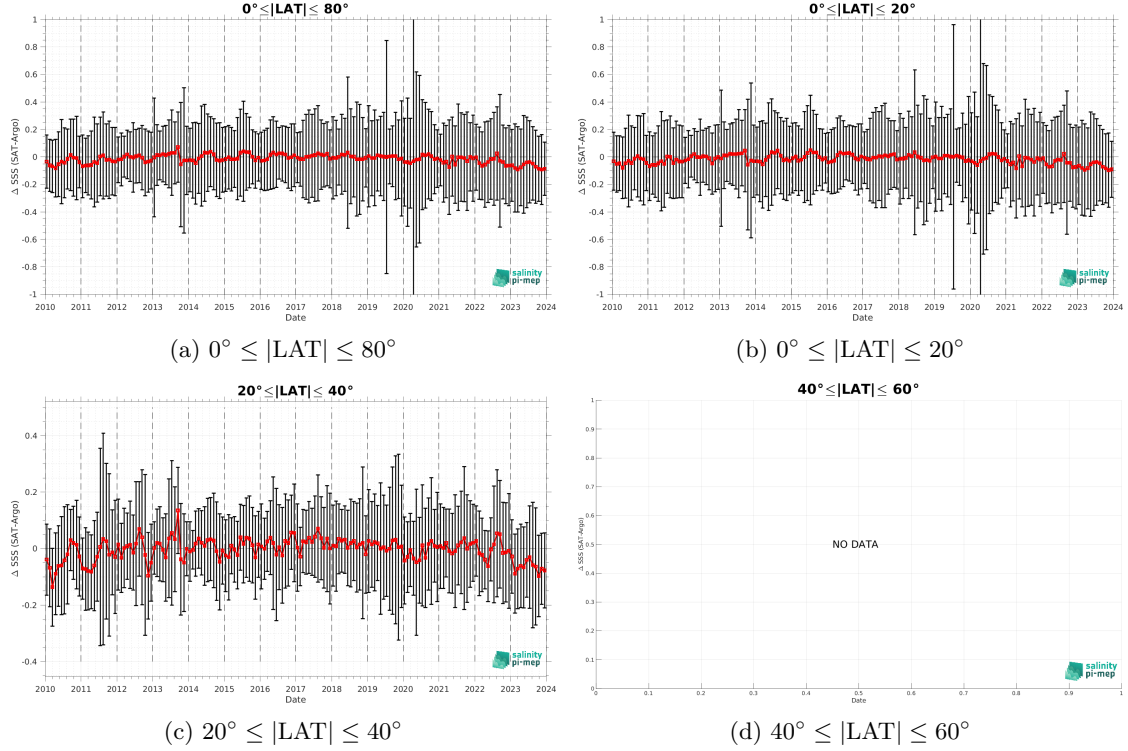 0°≤|LAT|≤ 80°
Δ SSS (SAT-Argo)
1
0.8
0.6
0.4
0.2
0
-0.2
-0.4
-0.6
-0.8
-1
2010 2011 2012 2013 2014 2015 2016 2017 2018 2019 2020 2021 2022 2023 2024
Date
salinity
pi-mep
(a) 0° ≤ |LAT| ≤ 80°
0°≤|LAT|≤ 20°
Δ SSS (SAT-Argo)
1
0.8
0.6
0.4
0.2
0
-0.2
-0.4
-0.6
-0.8
-1
2010 2011 2012 2013 2014 2015 2016 2017 2018 2019 2020 2021 2022 2023 2024
Date
salinity
pi-mep
(b) 0° ≤ |LAT| ≤ 20°
20°≤|LAT|≤ 40°
Δ SSS (SAT-Argo)
0.4
0.2
0
-0.2
-0.4
2010 2011 2012 2013 2014 2015 2016 2017 2018 2019 2020 2021 2022 2023 2024
Date
salinity
pi-mep
(c) 20° ≤ |LAT| ≤ 40°
40°≤|LAT|≤ 60°
Δ SSS (SAT-Argo)
1
0.9
0.8
0.7
0.6
0.5
0.4
0.3
0.2
0.1
0
NO DATA
0 0.1 0.2 0.3 0.4 0.5 0.6 0.7 0.8 0.9 1
Date
salinity
pi-mep
(d) 40° ≤ |LAT| ≤ 60°